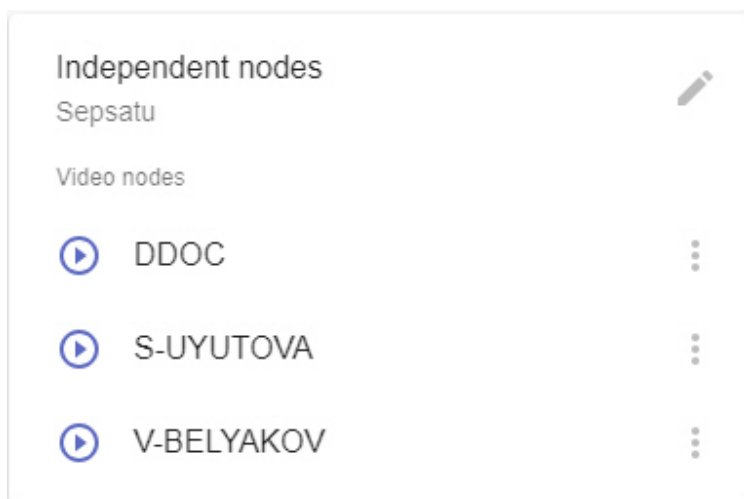 Independent nodes
Sepsatu
Video nodes
DDOC
S-UYUTOVA
V-BELYAKOV